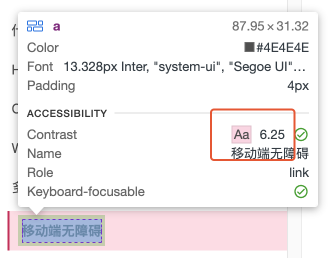 a 87.95 × 31.32
Color #4E4E4E
Font 13.328px Inter, "system-ui", "Segoe UI"...
Padding 4px
ACCESSIBILITY
Contrast Aa 6.25
Name 移动端无障碍
Role link
Keyboard-focusable
移动端无障碍